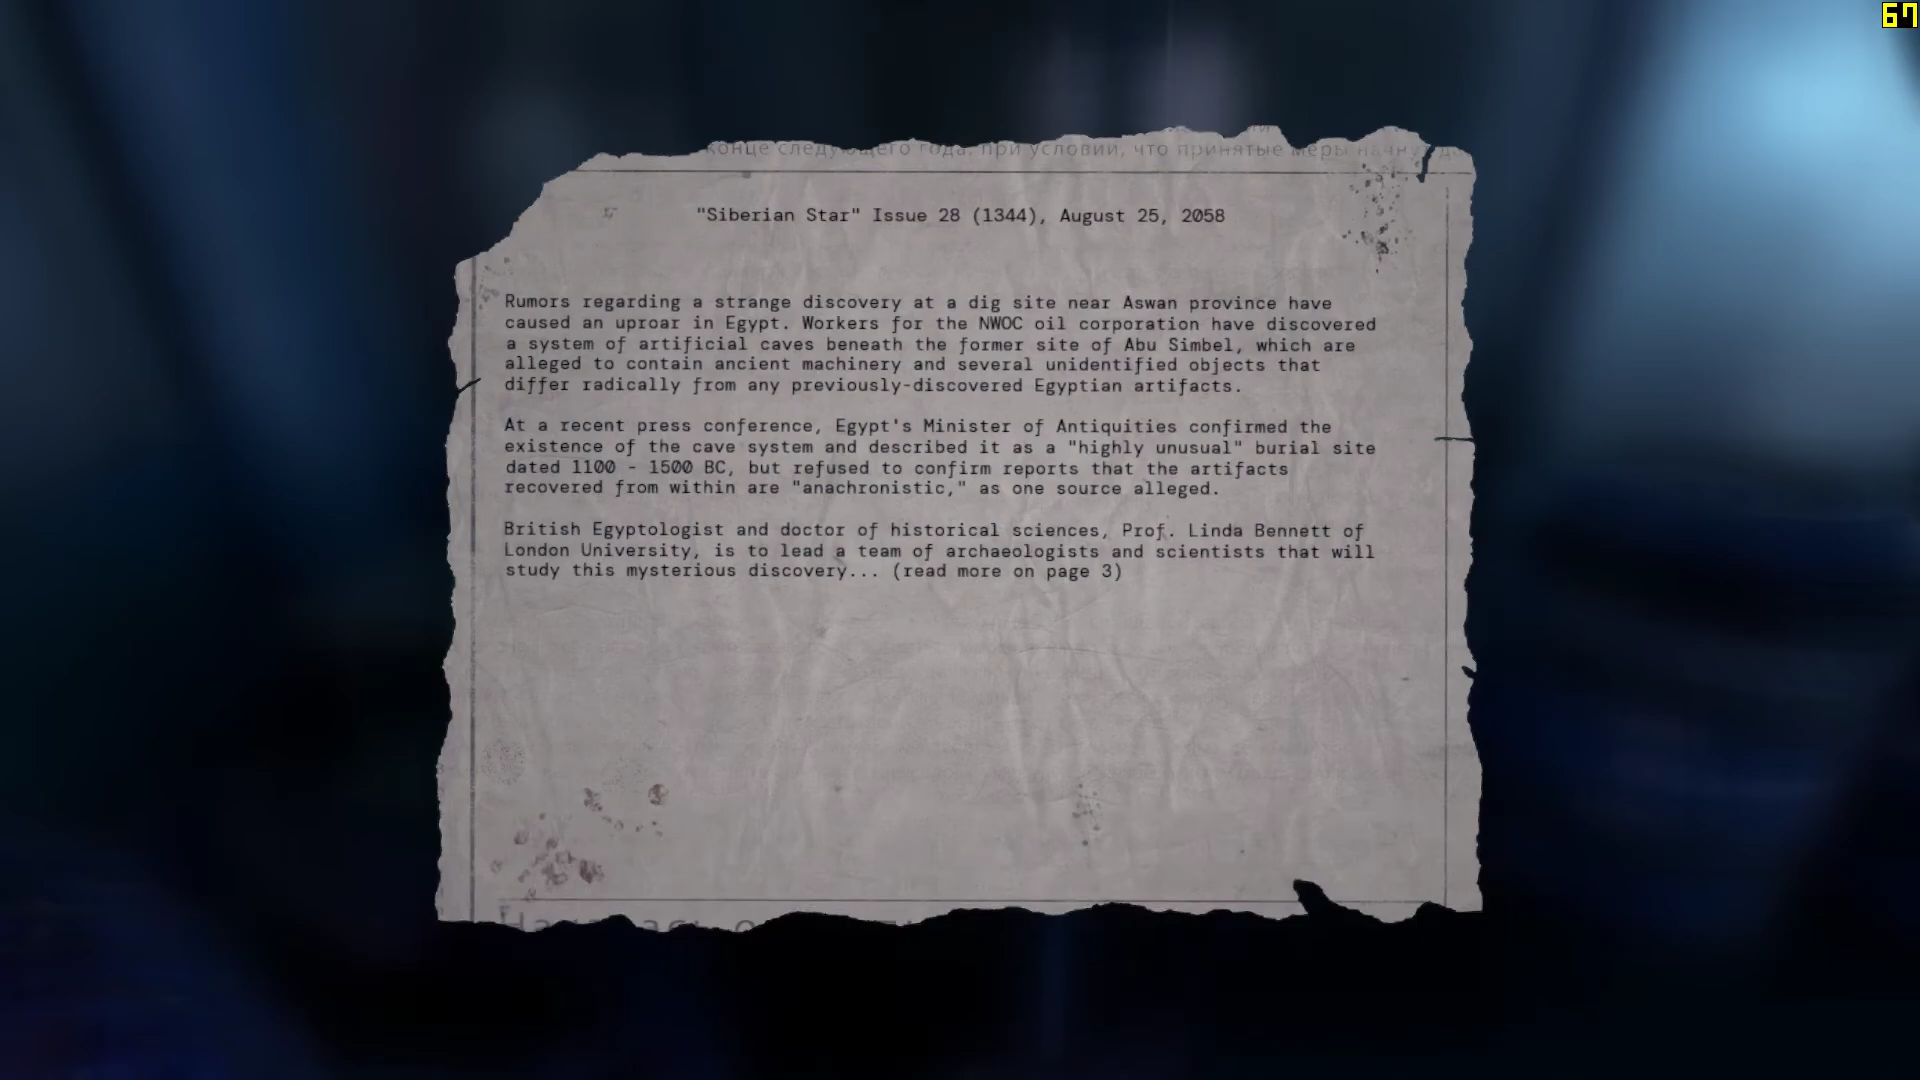 67
конце следующего года, при условии, что принятые меры начнут
"Siberian Star" Issue 28 (1344), August 25, 2058
Rumors regarding a strange discovery at a dig site near Aswan province have
caused an uproar in Egypt. Workers for the NWOC oil corporation have discovered
a system of artificial caves beneath the former site of Abu Simbel, which are
alleged to contain ancient machinery and several unidentified objects that
differ radically from any previously-discovered Egyptian artifacts.
At a recent press conference, Egypt's Minister of Antiquities confirmed the
existence of the cave system and described it as a "highly unusual" burial site
dated 1100 - 1500 BC, but refused to confirm reports that the artifacts
recovered from within are "anachronistic," as one source alleged.
British Egyptologist and doctor of historical sciences, Prof. Linda Bennett of
London University, is to lead a team of archaeologists and scientists that will
study this mysterious discovery... (read more on page 3)